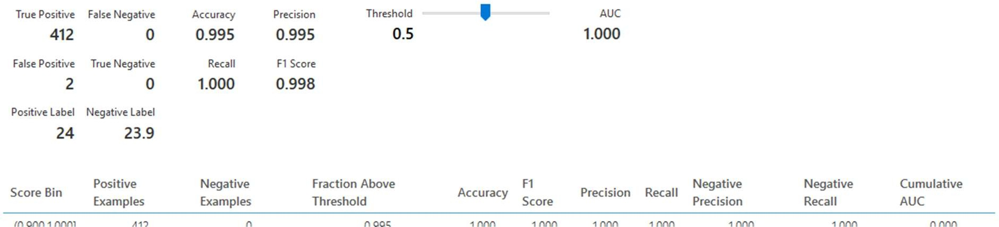 True Positive False Negative Accuracy Precision Threshold AUC
412 0 0.995 0.995 0.5 1.000
False Positive True Negative Recall F1 Score
2 0 1.000 0.998
Positive Label Negative Label
24 23.9
Score Bin Positive Examples Negative Examples Fraction Above Threshold Accuracy F1 Score Precision Recall Negative Precision Negative Recall Cumulative AUC
(0.900,1.000] 412 0 0.995 1.000 1.000 1.000 1.000 1.000 1.000 0.000